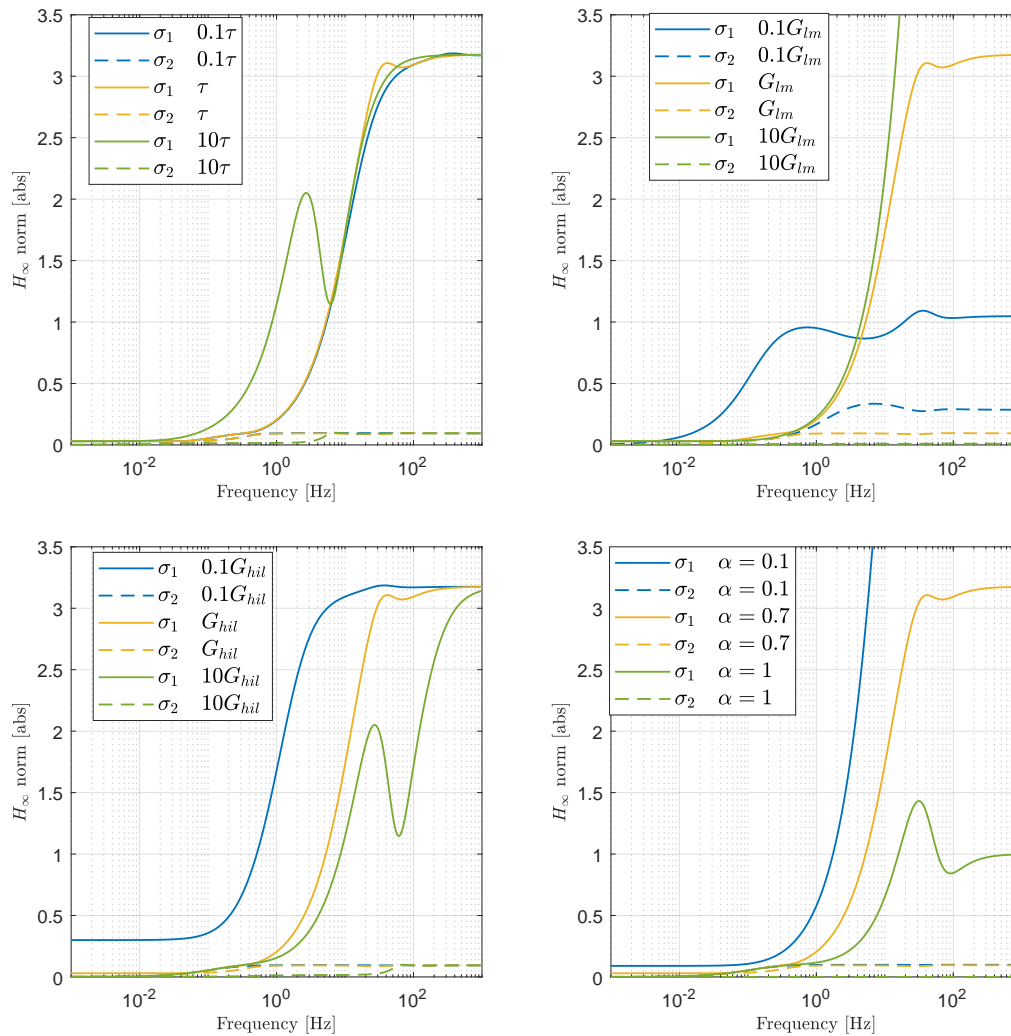 3.5
3
2.5
2
1.5
1
0.5
0
10^-2 10^0 10^2
Frequency [Hz]
H∞ norm [abs]
σ1 0.1τ
σ2 0.1τ
σ1 τ
σ2 τ
σ1 10τ
σ2 10τ
3.5
3
2.5
2
1.5
1
0.5
0
10^-2 10^0 10^2
Frequency [Hz]
H∞ norm [abs]
σ1 0.1G_lm
σ2 0.1G_lm
σ1 G_lm
σ2 G_lm
σ1 10G_lm
σ2 10G_lm
3.5
3
2.5
2
1.5
1
0.5
0
10^-2 10^0 10^2
Frequency [Hz]
H∞ norm [abs]
σ1 0.1G_hil
σ2 0.1G_hil
σ1 G_hil
σ2 G_hil
σ1 10G_hil
σ2 10G_hil
3.5
3
2.5
2
1.5
1
0.5
0
10^-2 10^0 10^2
Frequency [Hz]
H∞ norm [abs]
σ1 α = 0.1
σ2 α = 0.1
σ1 α = 0.7
σ2 α = 0.7
σ1 α = 1
σ2 α = 1